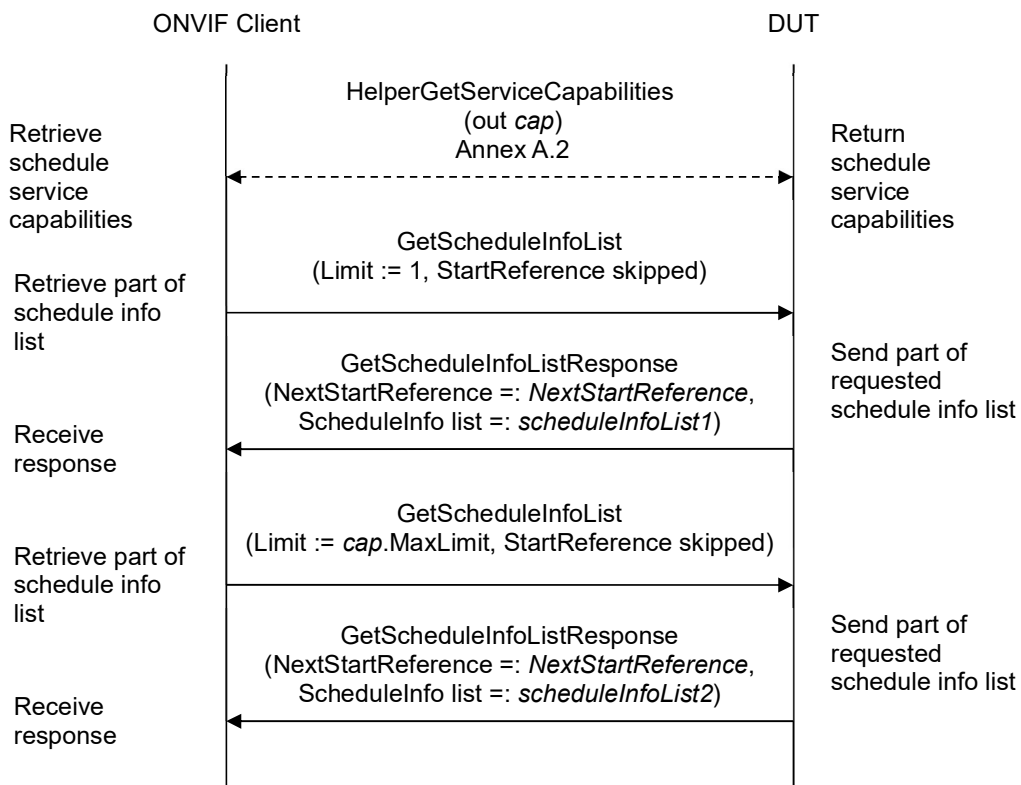 ONVIF Client
DUT
HelperGetServiceCapabilities
(out cap)
Annex A.2
Retrieve
schedule
service
capabilities
Return
schedule
service
capabilities
GetScheduleInfoList
(Limit := 1, StartReference skipped)
Retrieve part of
schedule info
list
GetScheduleInfoListResponse
(NextStartReference =: NextStartReference,
ScheduleInfo list =: scheduleInfoList1)
Send part of
requested
schedule info list
Receive
response
GetScheduleInfoList
(Limit := cap.MaxLimit, StartReference skipped)
Retrieve part of
schedule info
list
GetScheduleInfoListResponse
(NextStartReference =: NextStartReference,
ScheduleInfo list =: scheduleInfoList2)
Send part of
requested
schedule info list
Receive
response